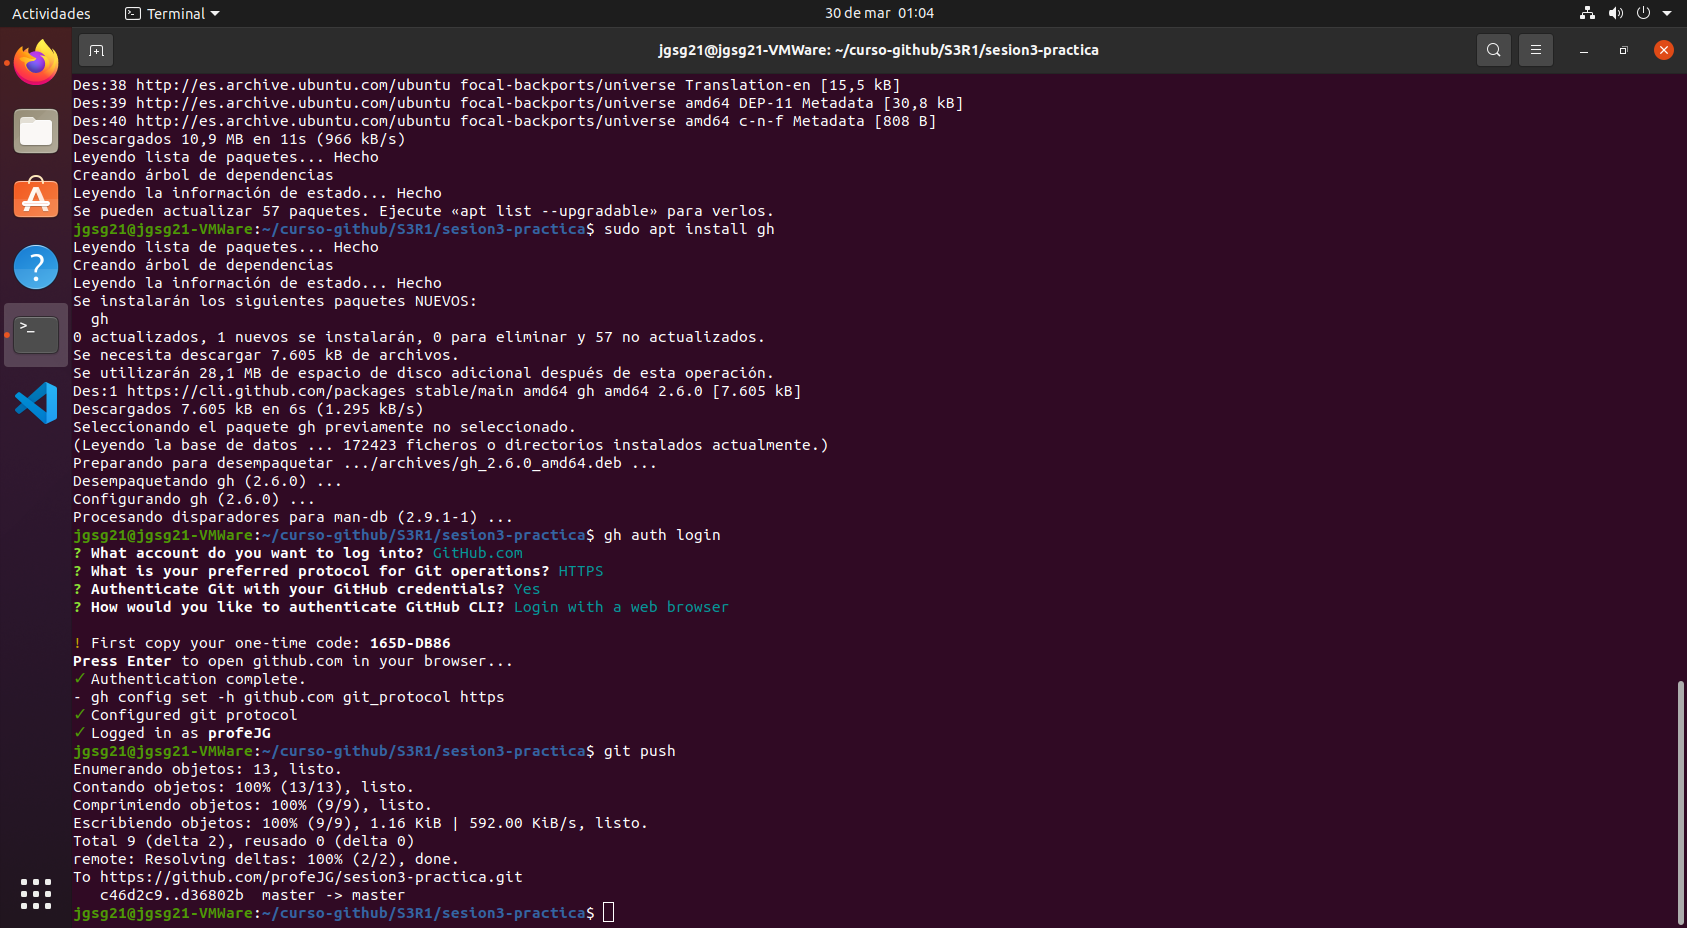 Actividades
Terminal
30 de mar 01:04
jgsg21@jgsg21-VMWare: ~/curso-github/S3R1/sesion3-practica
Des:38 http://es.archive.ubuntu.com/ubuntu focal-backports/universe Translation-en [15,5 kB]
Des:39 http://es.archive.ubuntu.com/ubuntu focal-backports/universe amd64 DEP-11 Metadata [30,8 kB]
Des:40 http://es.archive.ubuntu.com/ubuntu focal-backports/universe amd64 c-n-f Metadata [808 B]
Descargados 10,9 MB en 11s (966 kB/s)
Leyendo lista de paquetes... Hecho
Creando árbol de dependencias
Leyendo la información de estado... Hecho
Se pueden actualizar 57 paquetes. Ejecute «apt list --upgradable» para verlos.
jgsg21@jgsg21-VMWare:~/curso-github/S3R1/sesion3-practica$ sudo apt install gh
Leyendo lista de paquetes... Hecho
Creando árbol de dependencias
Leyendo la información de estado... Hecho
Se instalarán los siguientes paquetes NUEVOS:
  gh
0 actualizados, 1 nuevos se instalarán, 0 para eliminar y 57 no actualizados.
Se necesita descargar 7.605 kB de archivos.
Se utilizarán 28,1 MB de espacio de disco adicional después de esta operación.
Des:1 https://cli.github.com/packages stable/main amd64 gh amd64 2.6.0 [7.605 kB]
Descargados 7.605 kB en 6s (1.295 kB/s)
Seleccionando el paquete gh previamente no seleccionado.
(Leyendo la base de datos ... 172423 ficheros o directorios instalados actualmente.)
Preparando para desempaquetar .../archives/gh_2.6.0_amd64.deb ...
Desempaquetando gh (2.6.0) ...
Configurando gh (2.6.0) ...
Procesando disparadores para man-db (2.9.1-1) ...
jgsg21@jgsg21-VMWare:~/curso-github/S3R1/sesion3-practica$ gh auth login
? What account do you want to log into? GitHub.com
? What is your preferred protocol for Git operations? HTTPS
? Authenticate Git with your GitHub credentials? Yes
? How would you like to authenticate GitHub CLI? Login with a web browser
! First copy your one-time code: 165D-DB86
Press Enter to open github.com in your browser...
✓ Authentication complete.
- gh config set -h github.com git_protocol https
✓ Configured git protocol
✓ Logged in as profeJG
jgsg21@jgsg21-VMWare:~/curso-github/S3R1/sesion3-practica$ git push
Enumerando objetos: 13, listo.
Contando objetos: 100% (13/13), listo.
Comprimiendo objetos: 100% (9/9), listo.
Escribiendo objetos: 100% (9/9), 1.16 KiB | 592.00 KiB/s, listo.
Total 9 (delta 2), reusado 0 (delta 0)
remote: Resolving deltas: 100% (2/2), done.
To https://github.com/profeJG/sesion3-practica.git
   c46d2c9..d36802b  master -> master
jgsg21@jgsg21-VMWare:~/curso-github/S3R1/sesion3-practica$